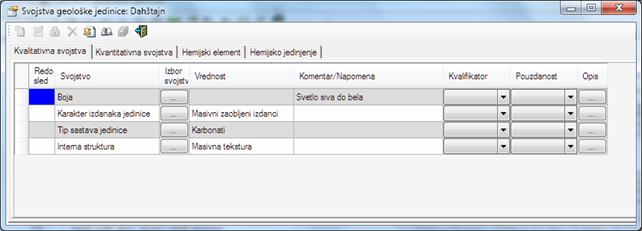 Svojstva geološke jedinice: Dahštajn
Kvalitativna svojstva Kvantitativna svojstva Hemijski element Hemijsko jedinjenje
Redo sled Svojstvo Izbor svojstv Vrednost Komentar/Napomena Kvalifikator Pouzdanost Opis
Boja ... Svetlo siva do bela ...
Karakter izdanaka jedinice ... Masivni zaobljeni izdanci ...
Tip sastava jedinice ... Karbonati ...
Interna struktura ... Masivna tekstura ...